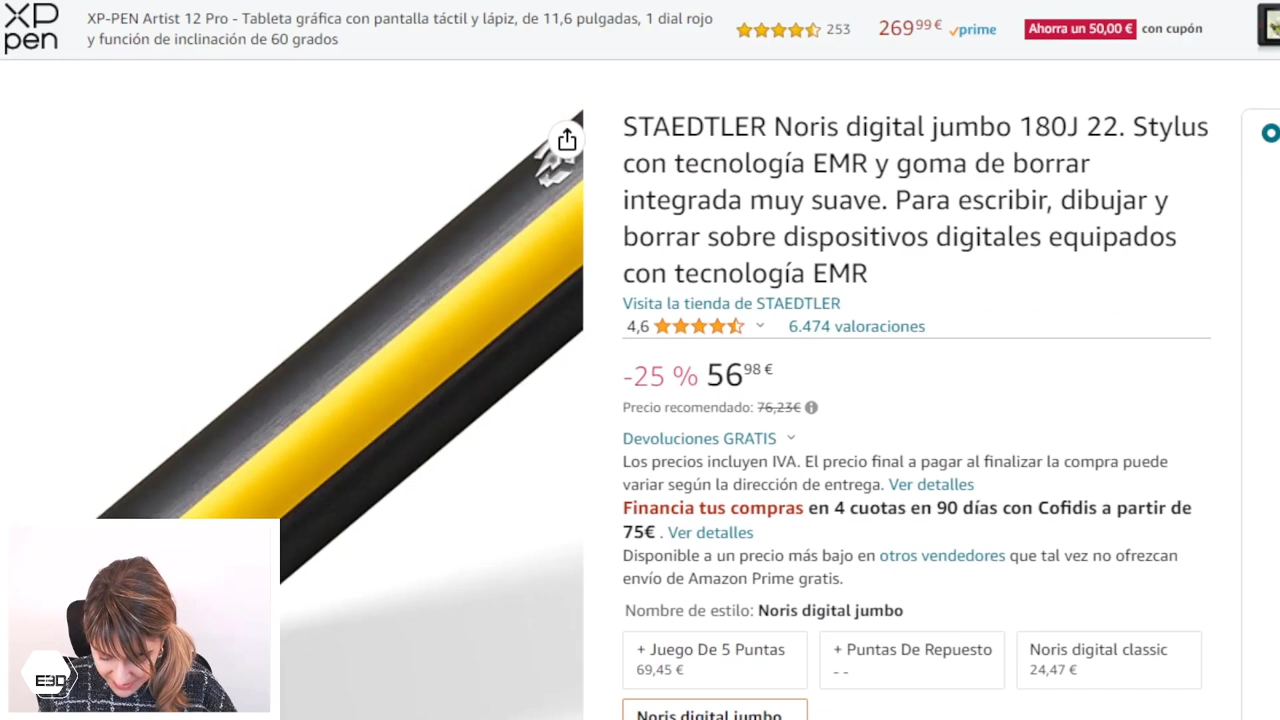 XP
pen
XP-PEN Artist 12 Pro - Tableta gráfica con pantalla táctil y lápiz, de 11,6 pulgadas, 1 dial rojo
y función de inclinación de 60 grados
253
26999€ prime
Ahorra un 50,00 € con cupón
STAEDTLER Noris digital jumbo 180J 22. Stylus
con tecnología EMR y goma de borrar
integrada muy suave. Para escribir, dibujar y
borrar sobre dispositivos digitales equipados
con tecnología EMR
Visita la tienda de STAEDTLER
4,6 6.474 valoraciones
-25 % 5698€
Precio recomendado: 76,23€
Devoluciones GRATIS
Los precios incluyen IVA. El precio final a pagar al finalizar la compra puede
variar según la dirección de entrega. Ver detalles
Financia tus compras en 4 cuotas en 90 días con Cofidis a partir de
75€ . Ver detalles
Disponible a un precio más bajo en otros vendedores que tal vez no ofrezcan
envío de Amazon Prime gratis.
Nombre de estilo: Noris digital jumbo
+ Juego De 5 Puntas
69,45 €
+ Puntas De Repuesto
- -
Noris digital classic
24,47 €
Noris digital jumbo
E3D